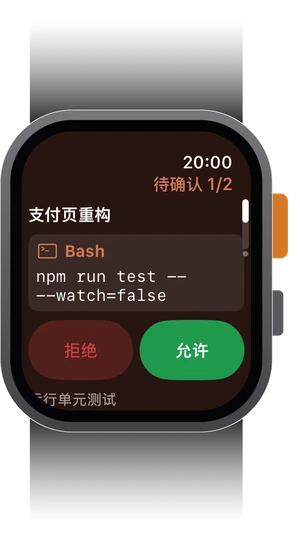 20:00
待确认 1/2
支付页重构
Bash
npm run test --
--watch=false
拒绝 允许
行单元测试